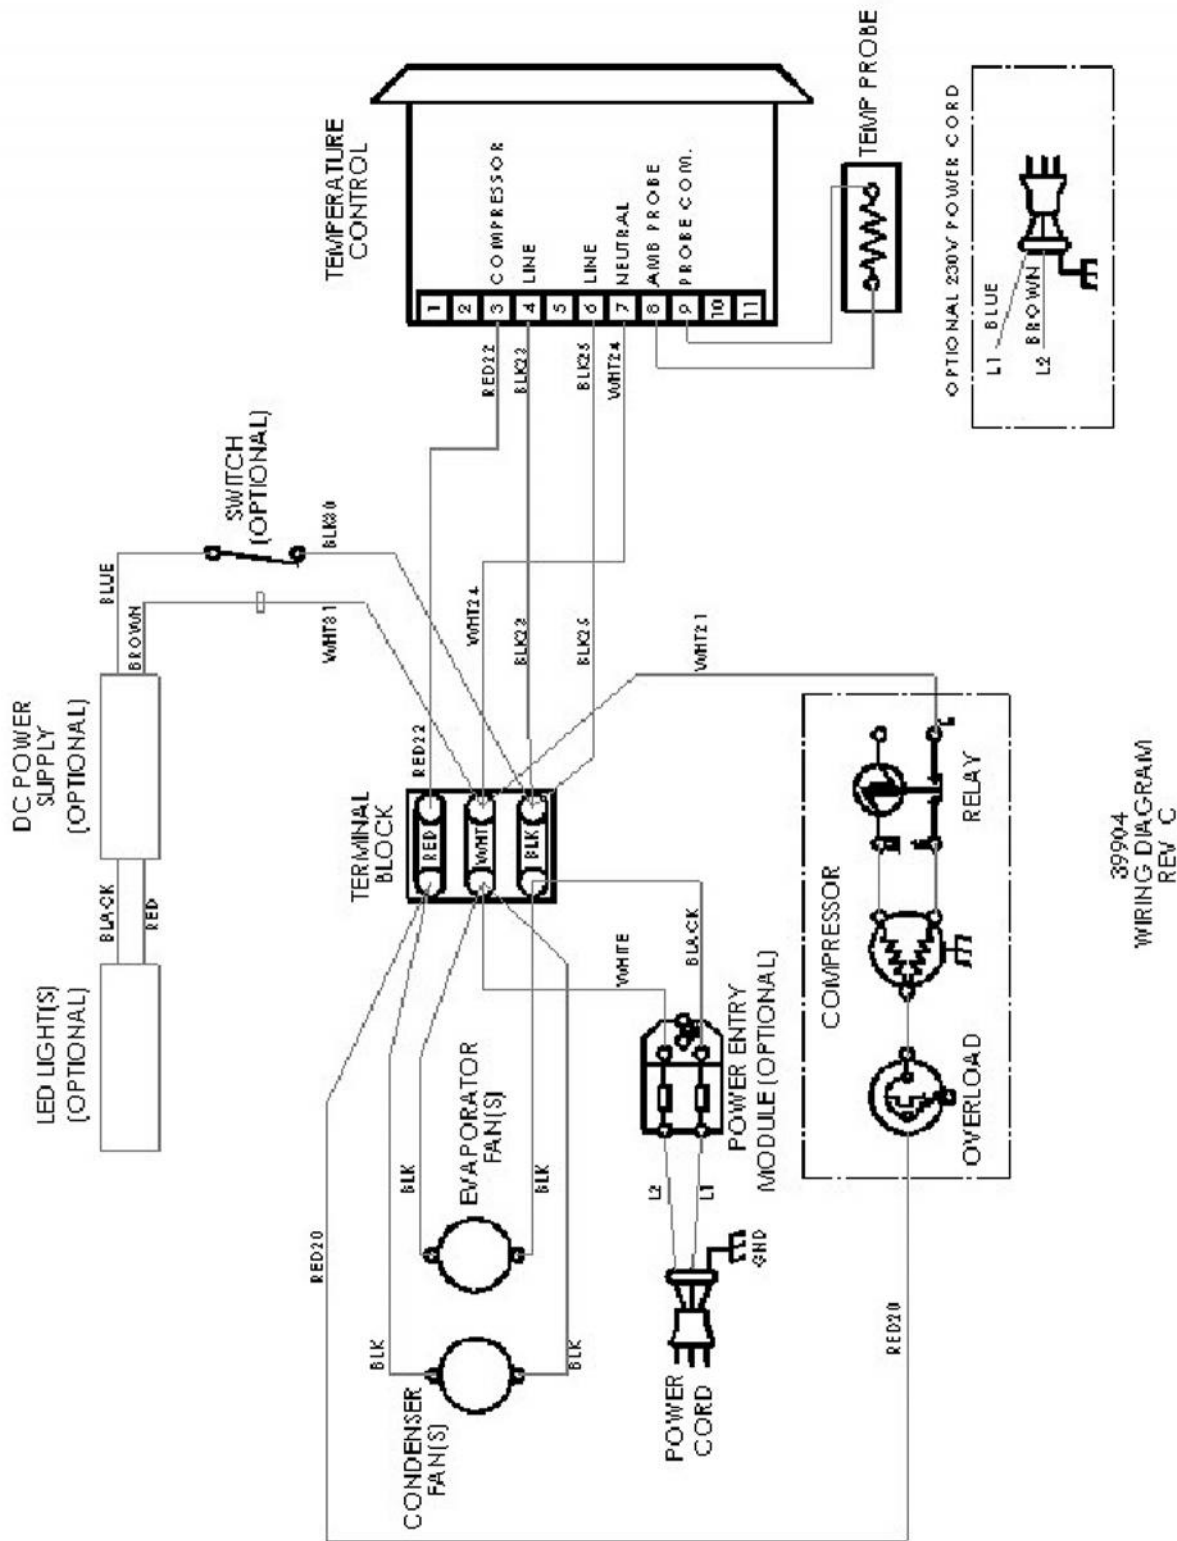 LED LIGHT(S)
(OPTIONAL)
BLACK
RED
DC POWER
SUPPLY
(OPTIONAL)
BLUE
BROWN
SWITCH
(OPTIONAL)
WHT31
BLK30
TEMPERATURE
CONTROL
1
2
3 COMPRESSOR
4 LINE
5
6 LINE
7 NEUTRAL
8 AMB PROBE
9 PROBE COM.
10
11
RED22
BLK23
BLK25
WHT24
TEMP PROBE
OPTIONAL 230V POWER CORD
L1
BLUE
L2
BROWN
TERMINAL
BLOCK
RED
WHT
BLK
RED22
WHT24
BLK23
BLK25
WHT21
RED20
BLK
BLK
EVAPORATOR
FAN(S)
BLK
BLK
CONDENSER
FAN(S)
WHITE
BLACK
POWER ENTRY
MODULE (OPTIONAL)
L2
L1
GND
POWER
CORD
COMPRESSOR
OVERLOAD
RELAY
RED20
39904
WIRING DIAGRAM
REV C